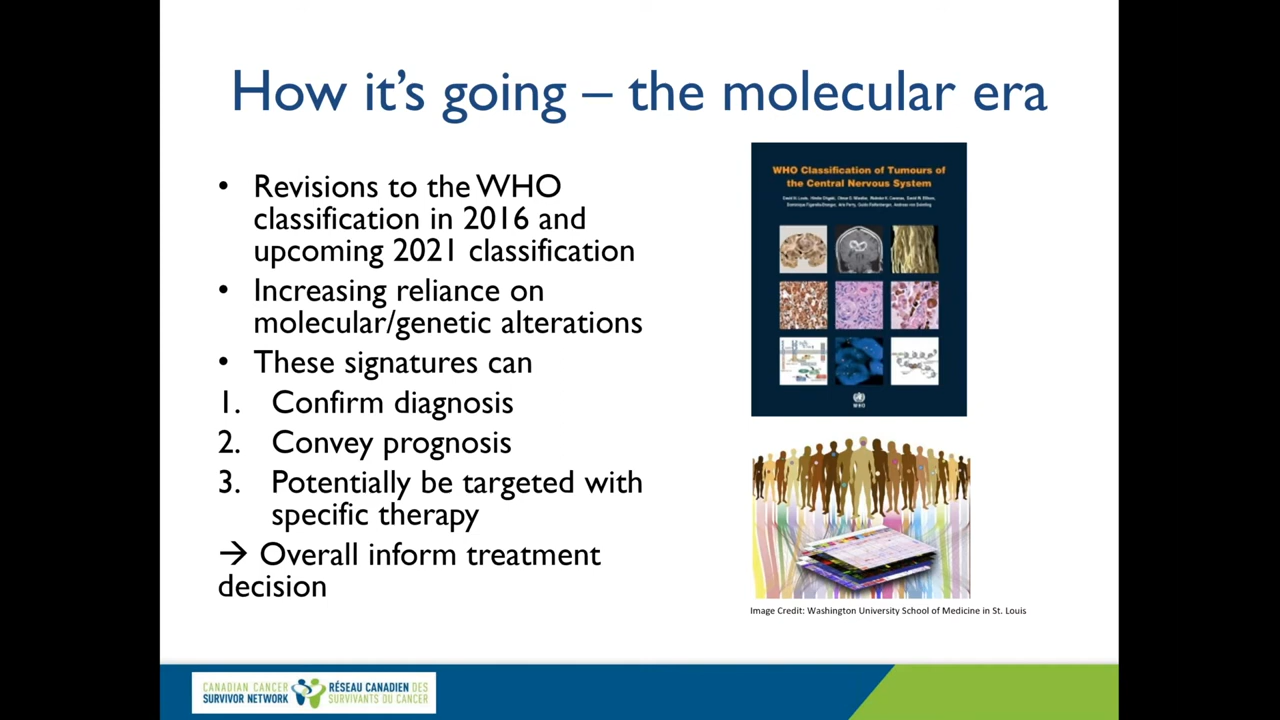 How it's going – the molecular era
• Revisions to the WHO
classification in 2016 and
upcoming 2021 classification
• Increasing reliance on
molecular/genetic alterations
• These signatures can
1. Confirm diagnosis
2. Convey prognosis
3. Potentially be targeted with
specific therapy
→ Overall inform treatment
decision
WHO Classification of Tumours of
the Central Nervous System
WHO
Image Credit: Washington University School of Medicine in St. Louis
CANADIAN CANCER
SURVIVOR NETWORK
RÉSEAU CANADIEN DES
SURVIVANTS DU CANCER